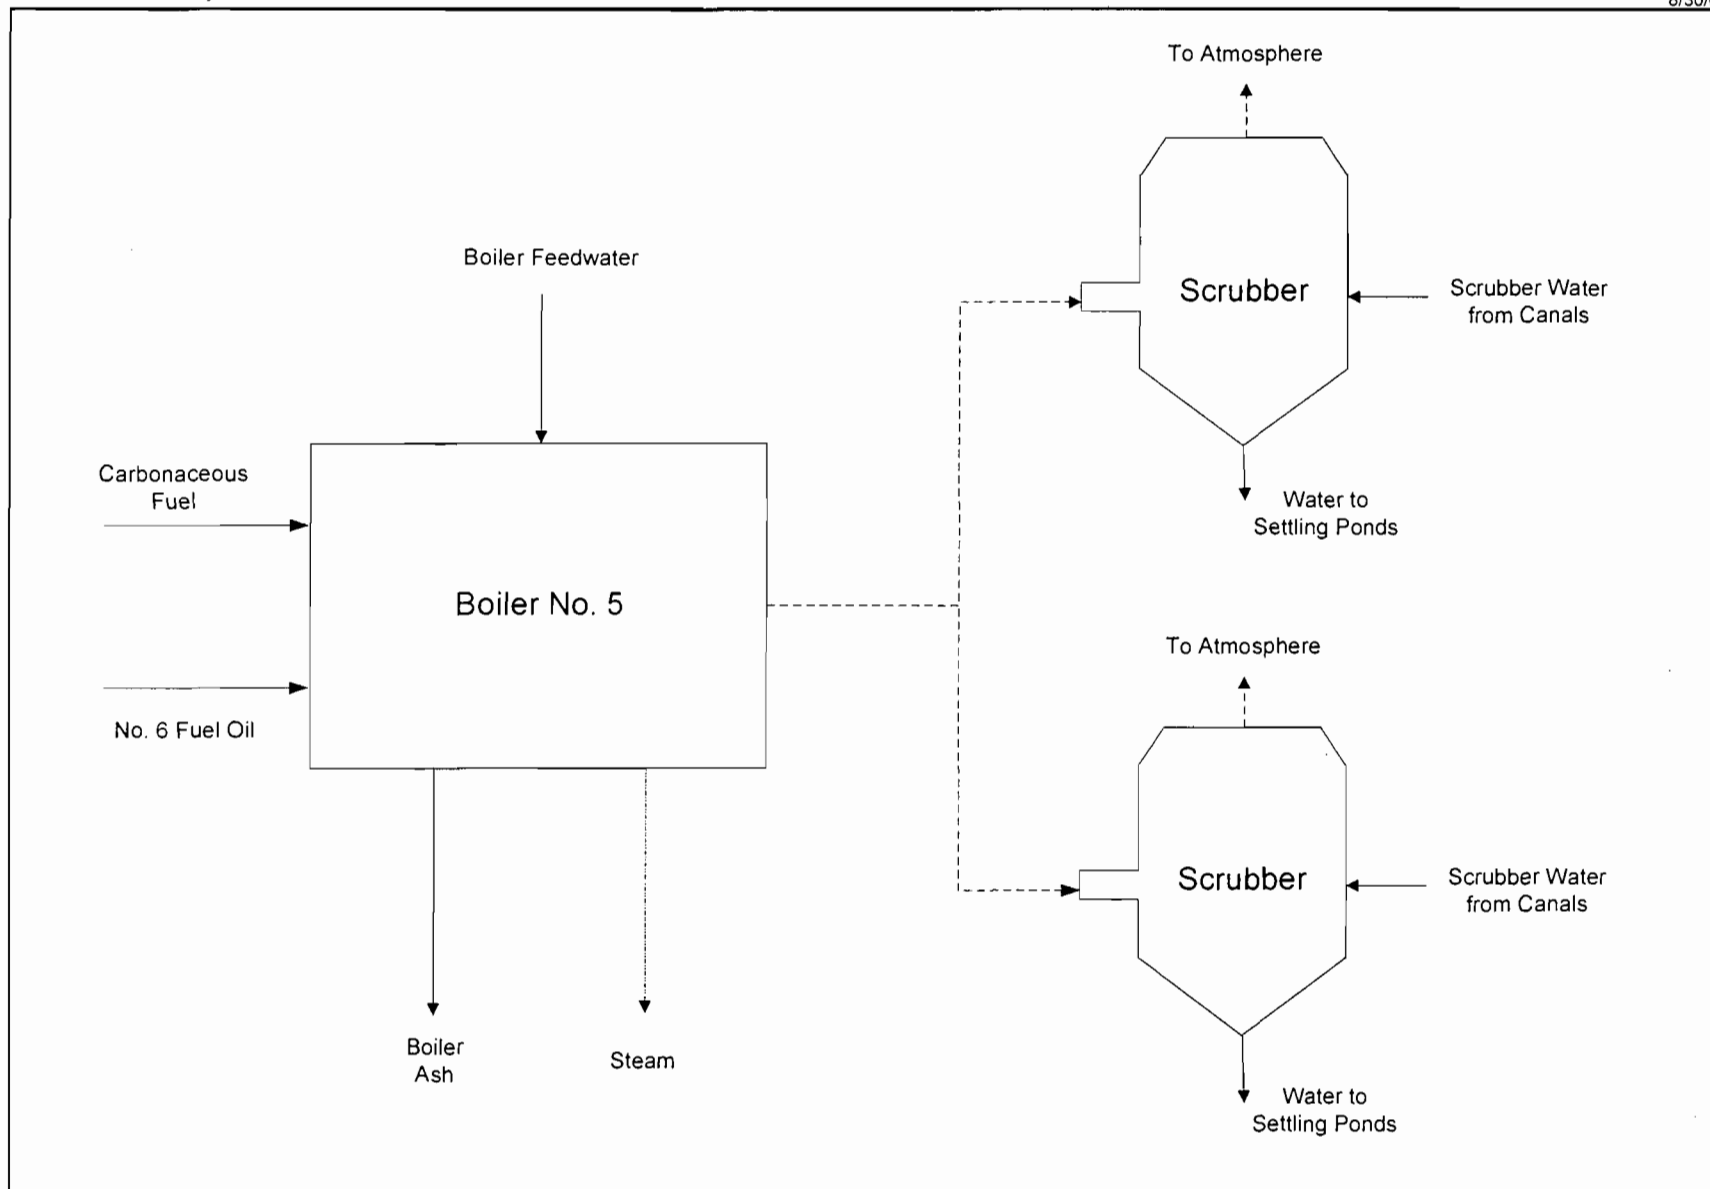 To Atmosphere
Boiler Feedwater
Scrubber
Scrubber Water
from Canals
Carbonaceous
Fuel
Water to
Settling Ponds
Boiler No. 5
To Atmosphere
No. 6 Fuel Oil
Scrubber
Scrubber Water
from Canals
Boiler
Ash
Steam
Water to
Settling Ponds